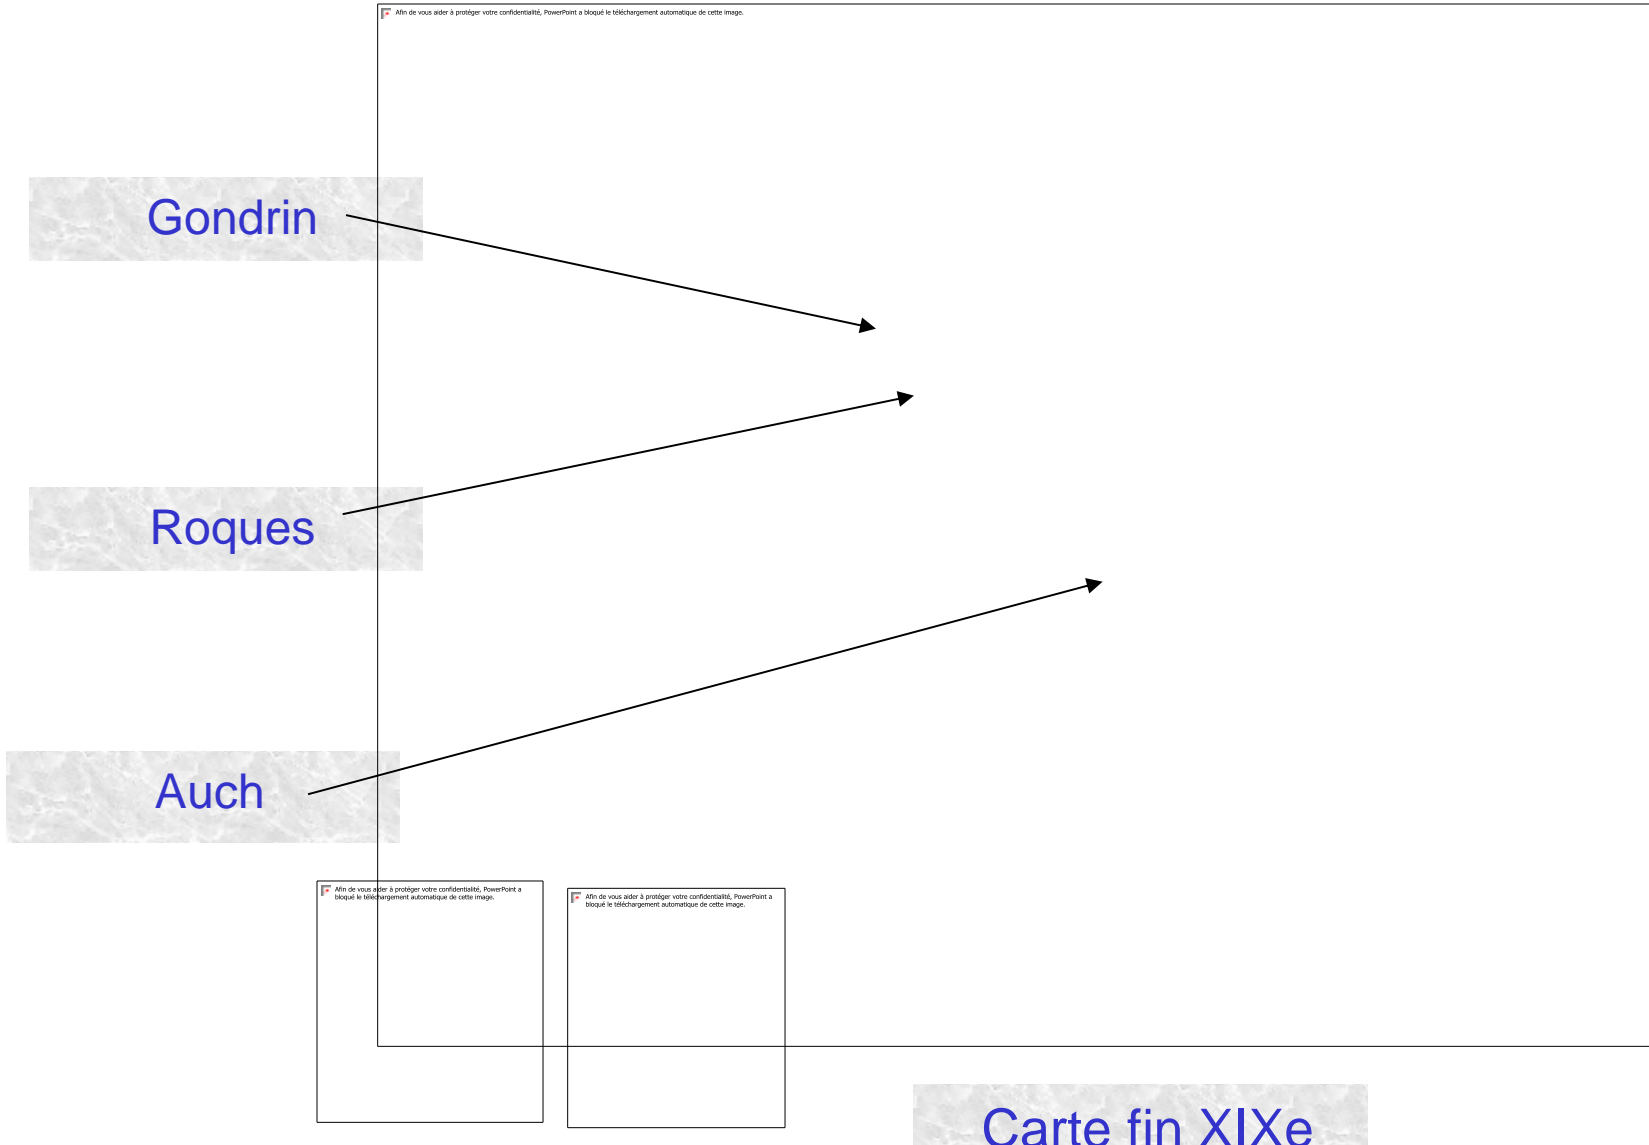 Afin de vous aider à protéger votre confidentialité, PowerPoint a bloqué le téléchargement automatique de cette image.
Gondrin
Roques
Auch
Afin de vous aider à protéger votre confidentialité, PowerPoint a
bloqué le téléchargement automatique de cette image.
Afin de vous aider à protéger votre confidentialité, PowerPoint a
bloqué le téléchargement automatique de cette image.
Carte fin XIXe